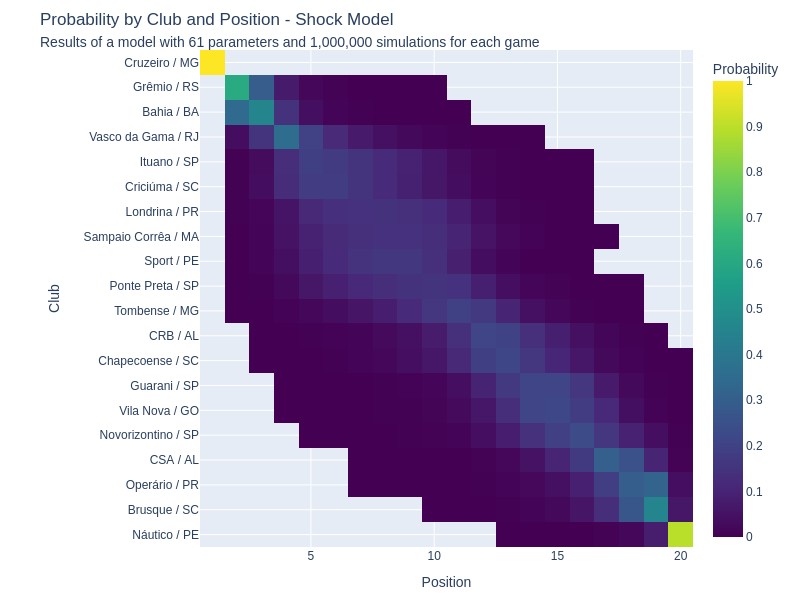 Probability by Club and Position - Shock Model
Results of a model with 61 parameters and 1,000,000 simulations for each game
Probability
Cruzeiro / MG
Grêmio / RS
Bahia / BA
Vasco da Gama / RJ
Ituano / SP
Criciúma / SC
Londrina / PR
Sampaio Corrêa / MA
Sport / PE
Ponte Preta / SP
Tombense / MG
CRB / AL
Chapecoense / SC
Guarani / SP
Vila Nova / GO
Novorizontino / SP
CSA / AL
Operário / PR
Brusque / SC
Náutico / PE
Club
5 10 15 20
Position
1
0.9
0.8
0.7
0.6
0.5
0.4
0.3
0.2
0.1
0